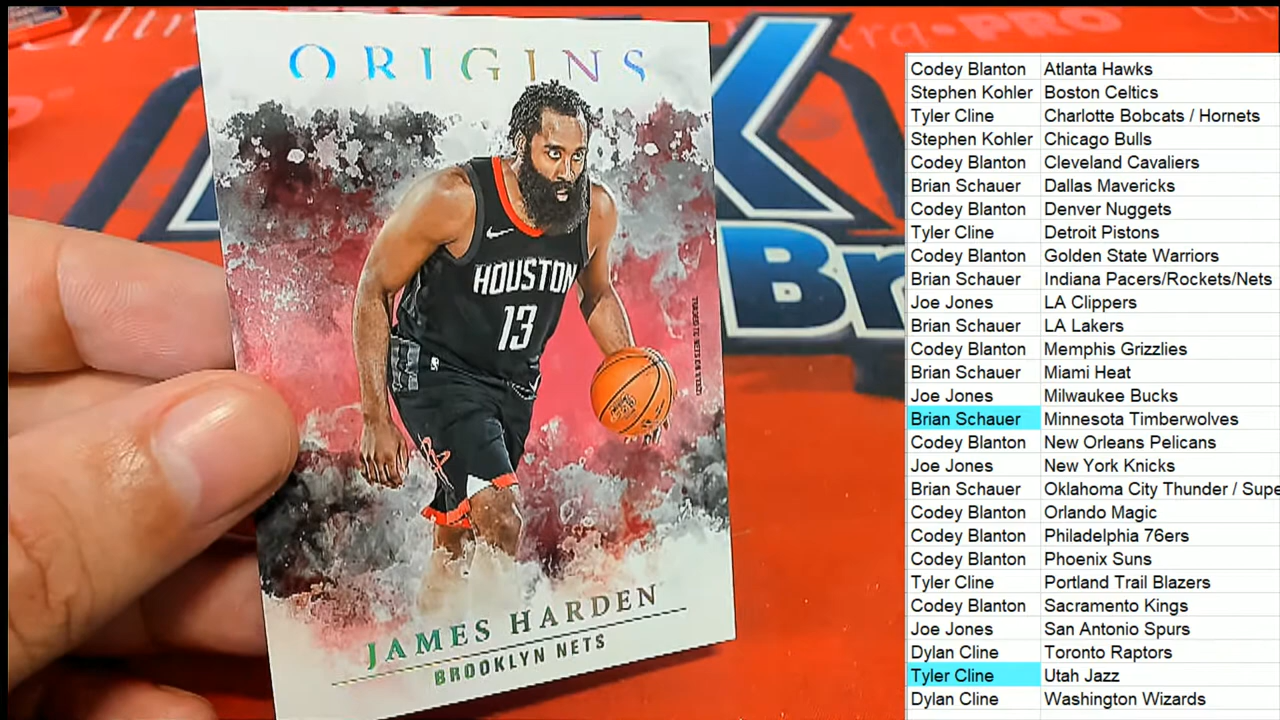 ORIGINS
HOUSTON
13
JAMES HARDEN
BROOKLYN NETS
PRO
Br
Codey Blanton Atlanta Hawks
Stephen Kohler Boston Celtics
Tyler Cline Charlotte Bobcats / Hornets
Stephen Kohler Chicago Bulls
Codey Blanton Cleveland Cavaliers
Brian Schauer Dallas Mavericks
Codey Blanton Denver Nuggets
Tyler Cline Detroit Pistons
Codey Blanton Golden State Warriors
Brian Schauer Indiana Pacers/Rockets/Nets
Joe Jones LA Clippers
Brian Schauer LA Lakers
Codey Blanton Memphis Grizzlies
Brian Schauer Miami Heat
Joe Jones Milwaukee Bucks
Brian Schauer Minnesota Timberwolves
Codey Blanton New Orleans Pelicans
Joe Jones New York Knicks
Brian Schauer Oklahoma City Thunder / Supe
Codey Blanton Orlando Magic
Codey Blanton Philadelphia 76ers
Codey Blanton Phoenix Suns
Tyler Cline Portland Trail Blazers
Codey Blanton Sacramento Kings
Joe Jones San Antonio Spurs
Dylan Cline Toronto Raptors
Tyler Cline Utah Jazz
Dylan Cline Washington Wizards